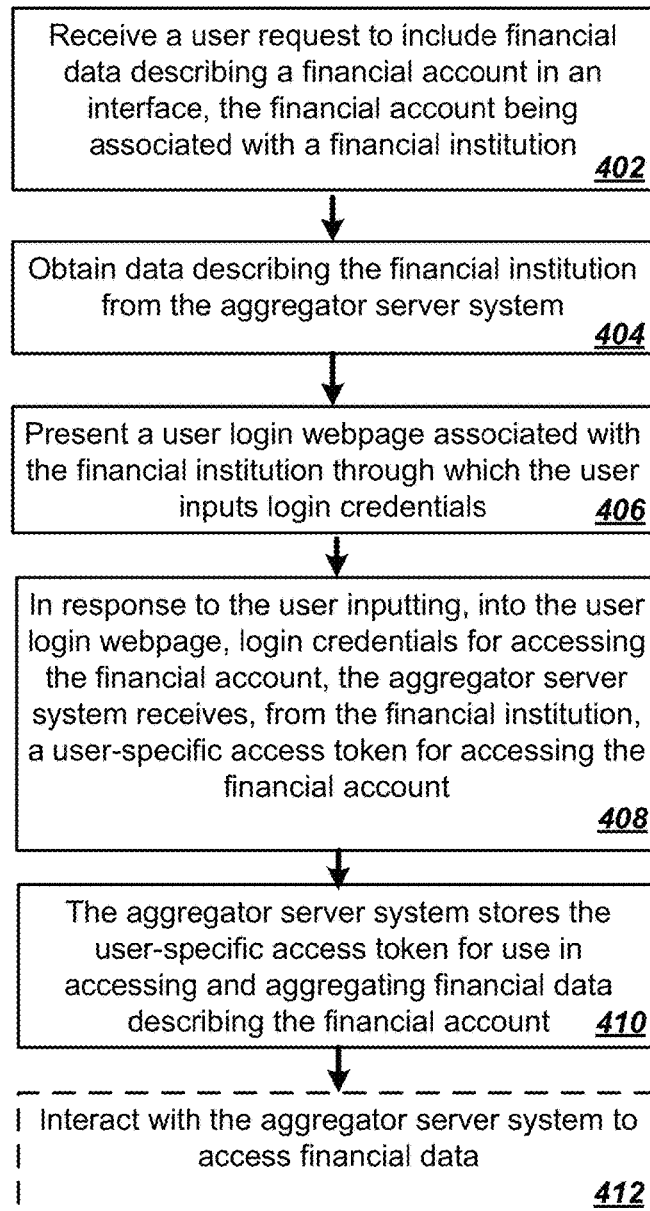 Receive a user request to include financial
data describing a financial account in an
interface, the financial account being
associated with a financial institution
402
Obtain data describing the financial institution
from the aggregator server system
404
Present a user login webpage associated with
the financial institution through which the user
inputs login credentials
406
In response to the user inputting, into the user
login webpage, login credentials for accessing
the financial account, the aggregator server
system receives, from the financial institution,
a user-specific access token for accessing the
financial account
408
The aggregator server system stores the
user-specific access token for use in
accessing and aggregating financial data
describing the financial account
410
Interact with the aggregator server system to
access financial data
412